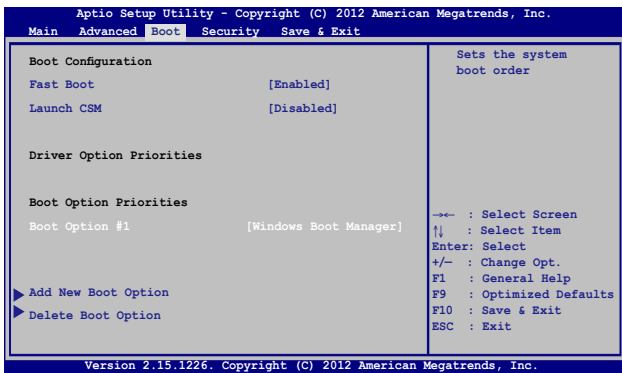 Aptio Setup Utility - Copyright (C) 2012 American Megatrends, Inc.
Main Advanced Boot Security Save & Exit
Boot Configuration
Fast Boot [Enabled]
Launch CSM [Disabled]
Driver Option Priorities
Boot Option Priorities
Boot Option #1 [Windows Boot Manager]
Add New Boot Option
Delete Boot Option
Sets the system
boot order
→← : Select Screen
↑↓ : Select Item
Enter: Select
+/— : Change Opt.
F1 : General Help
F9 : Optimized Defaults
F10 : Save & Exit
ESC : Exit
Version 2.15.1226. Copyright (C) 2012 American Megatrends, Inc.